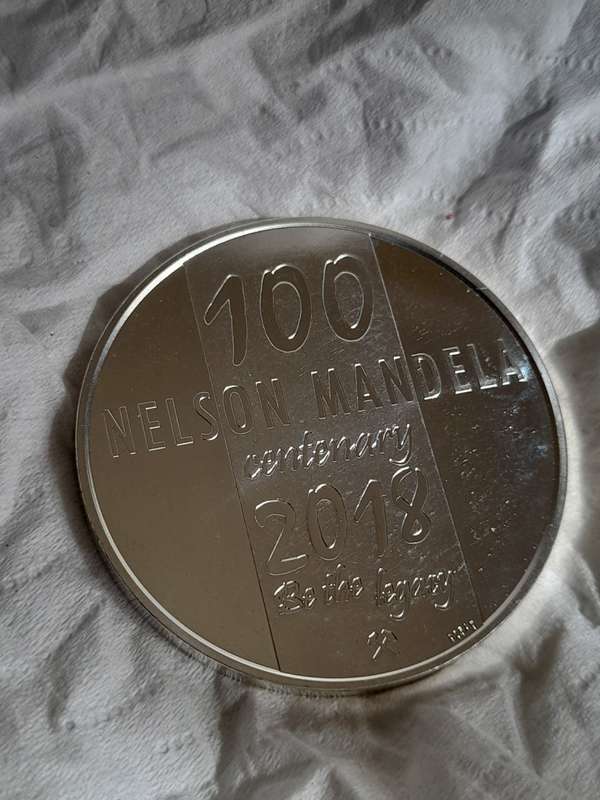 100
NELSON MANDELA
centenary
2018
Be the legacy